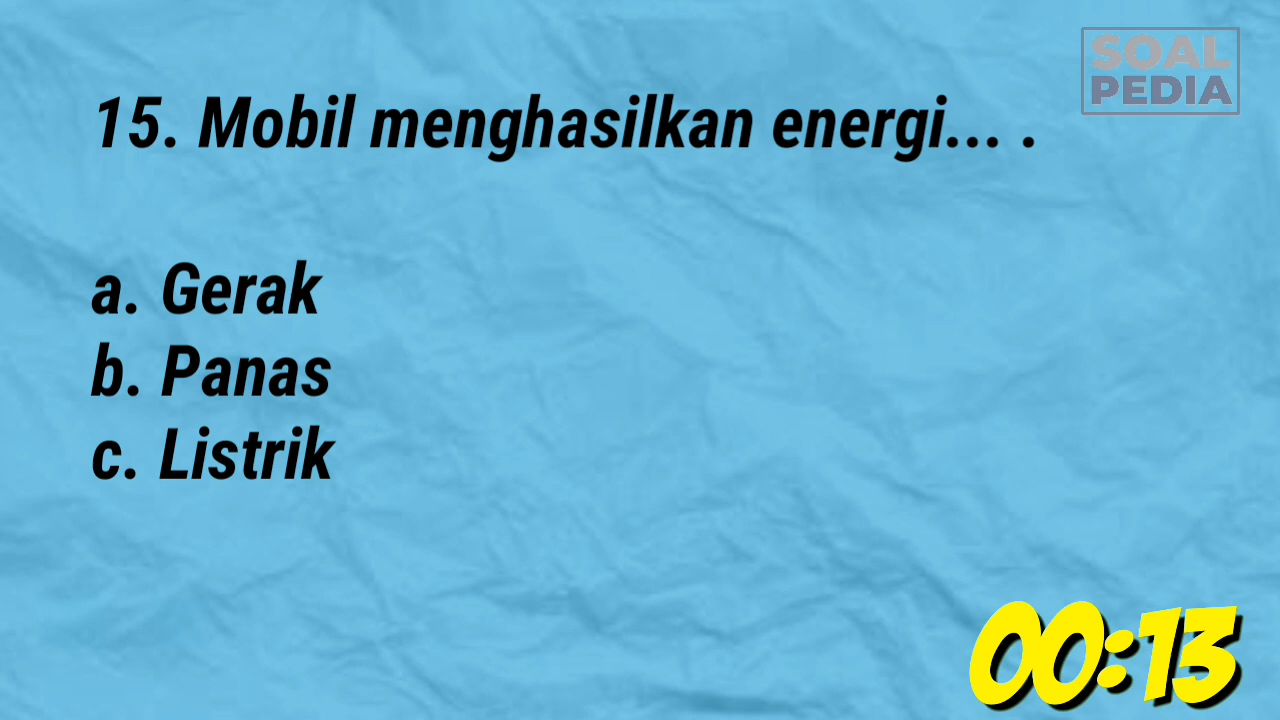 SOAL
PEDIA
15. Mobil menghasilkan energi... .
a. Gerak
b. Panas
c. Listrik
00:13